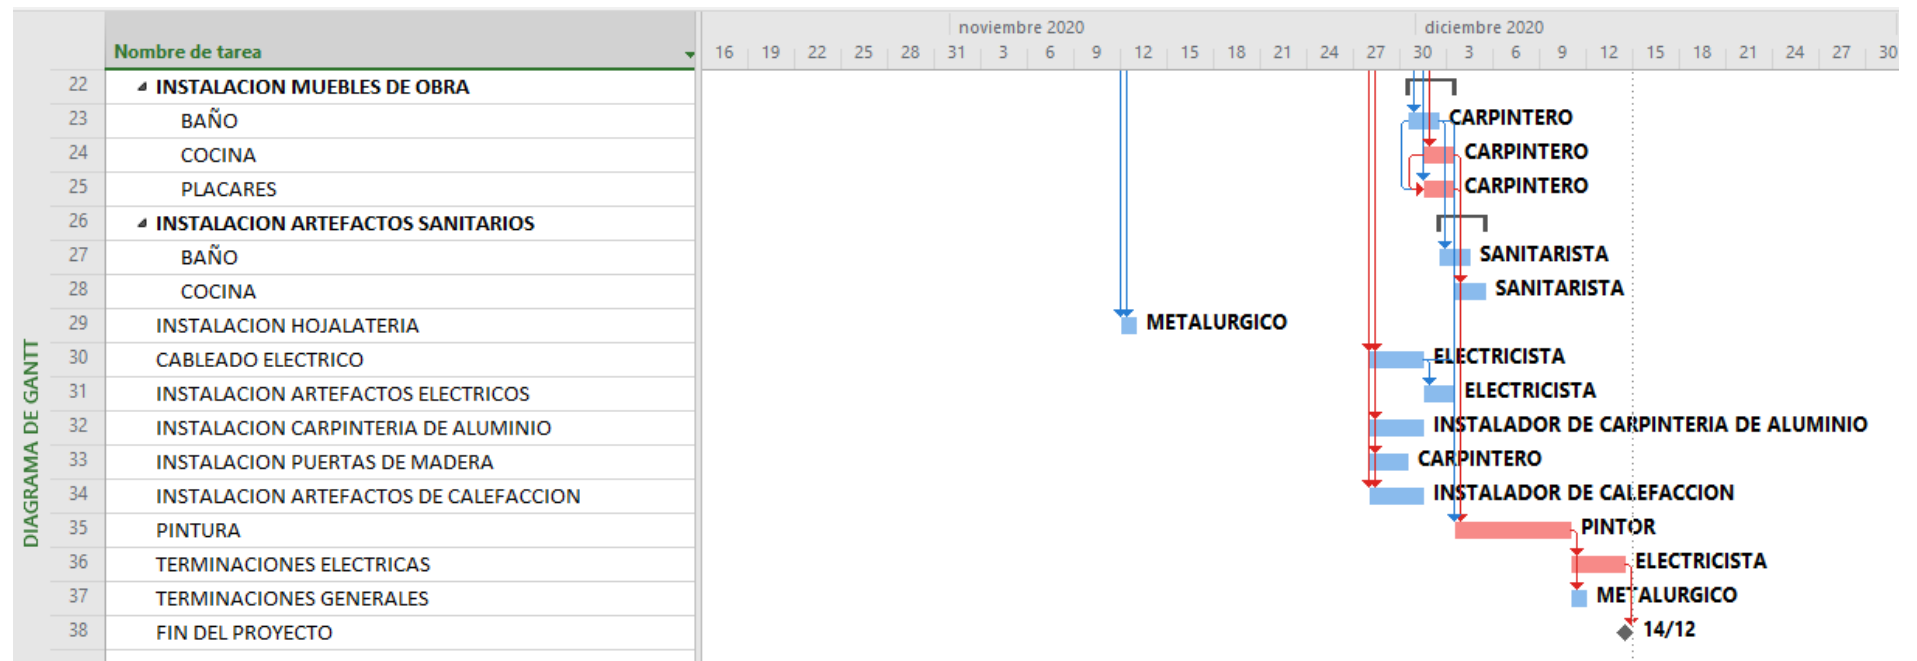 noviembre 2020 diciembre 2020
Nombre de tarea 16 19 22 25 28 31 3 6 9 12 15 18 21 24 27 30 3 6 9 12 15 18 21 24 27 30
22 INSTALACION MUEBLES DE OBRA
23 BAÑO CARPINTERO
24 COCINA CARPINTERO
25 PLACARES CARPINTERO
26 INSTALACION ARTEFACTOS SANITARIOS
27 BAÑO SANITARISTA
28 COCINA SANITARISTA
29 INSTALACION HOJALATERIA METALURGICO
30 CABLEADO ELECTRICO ELECTRICISTA
31 INSTALACION ARTEFACTOS ELECTRICOS ELECTRICISTA
32 INSTALACION CARPINTERIA DE ALUMINIO INSTALADOR DE CARPINTERIA DE ALUMINIO
33 INSTALACION PUERTAS DE MADERA CARPINTERO
34 INSTALACION ARTEFACTOS DE CALEFACCION INSTALADOR DE CALEFACCION
35 PINTURA PINTOR
36 TERMINACIONES ELECTRICAS ELECTRICISTA
37 TERMINACIONES GENERALES METALURGICO
38 FIN DEL PROYECTO 14/12
DIAGRAMA DE GANTT